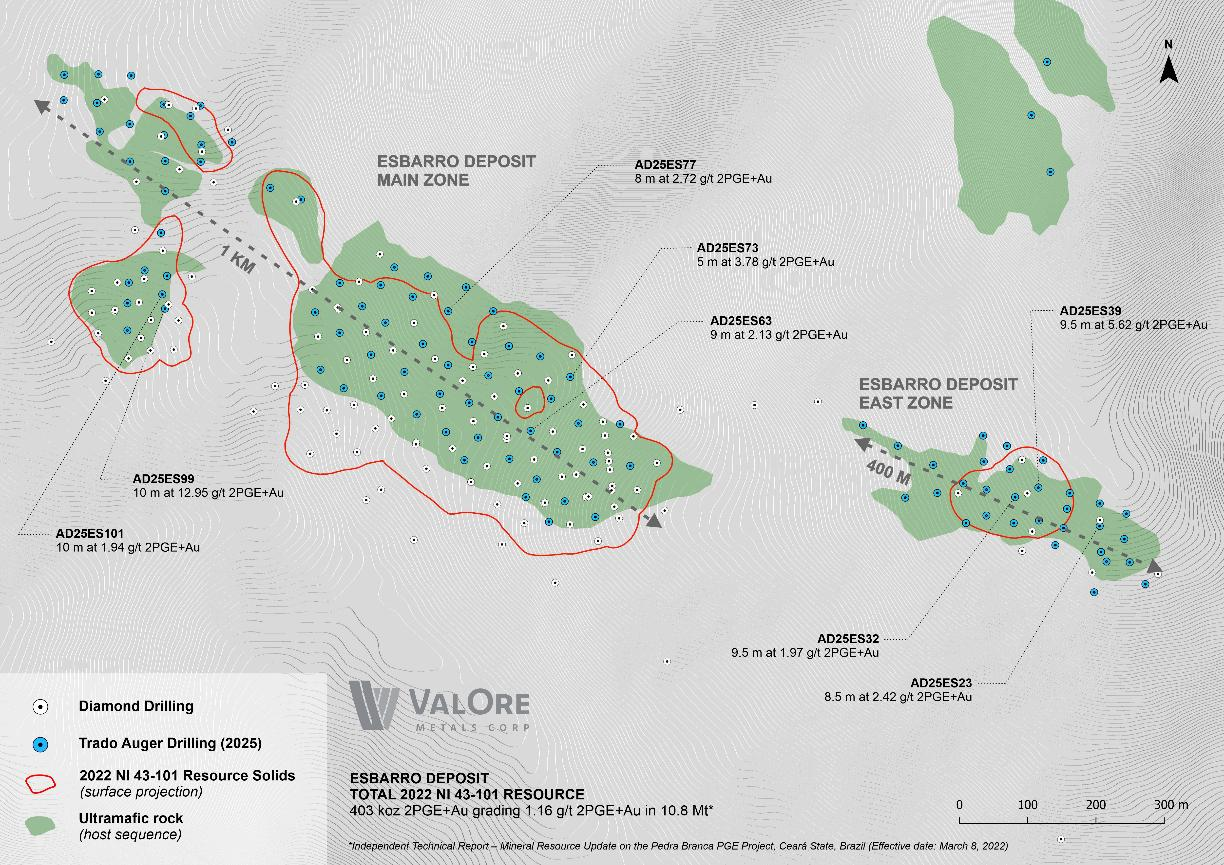 N
ESBARRO DEPOSIT
MAIN ZONE
AD25ES77
8 m at 2.72 g/t 2PGE+Au
AD25ES73
5 m at 3.78 g/t 2PGE+Au
1 KM
AD25ES63
9 m at 2.13 g/t 2PGE+Au
AD25ES39
9.5 m at 5.62 g/t 2PGE+Au
ESBARRO DEPOSIT
EAST ZONE
400 M
AD25ES99
10 m at 12.95 g/t 2PGE+Au
AD25ES101
10 m at 1.94 g/t 2PGE+Au
AD25ES32
9.5 m at 1.97 g/t 2PGE+Au
AD25ES23
8.5 m at 2.42 g/t 2PGE+Au
Diamond Drilling
Trado Auger Drilling (2025)
2022 NI 43-101 Resource Solids
(surface projection)
Ultramafic rock
(host sequence)
VALORE
METALS CORP
ESBARRO DEPOSIT
TOTAL 2022 NI 43-101 RESOURCE
403 koz 2PGE+Au grading 1.16 g/t 2PGE+Au in 10.8 Mt*
0 100 200 300 m
*Independent Technical Report – Mineral Resource Update on the Pedra Branca PGE Project, Ceará State, Brazil (Effective date: March 8, 2022)